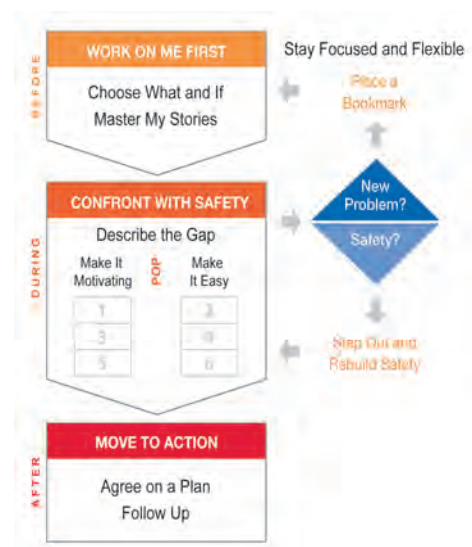 BEFORE
WORK ON ME FIRST
Choose What and If
Master My Stories
Stay Focused and Flexible
Place a
Bookmark
New
Problem?
Safety?
Step Out and
Rebuild Safety
DURING
CONFRONT WITH SAFETY
Describe the Gap
Make It
Motivating
POP
Make
It Easy
1
3
5
2
4
6
AFTER
MOVE TO ACTION
Agree on a Plan
Follow Up